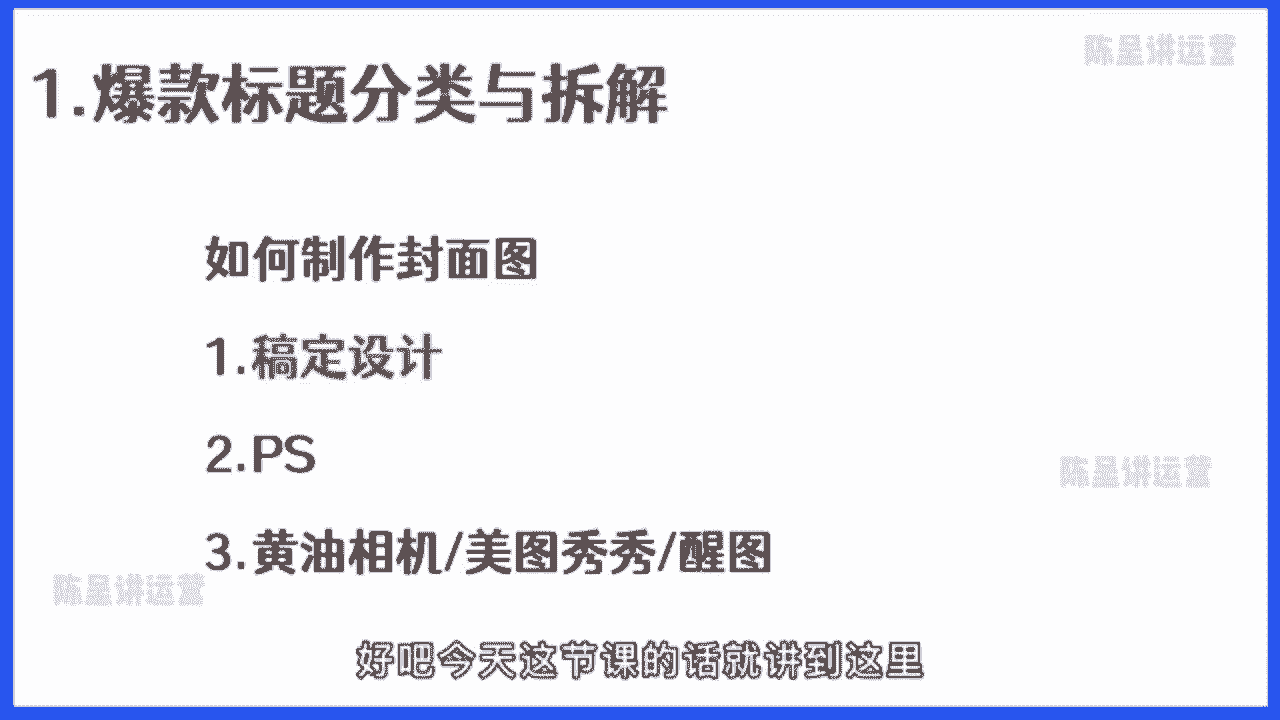 陈呈讲运营
1.爆款标题分类与拆解
如何制作封面图
1.稿定设计
2.PS
陈呈讲运营
3.黄油相机/美图秀秀/醒图
陈呈讲运营
好吧今天这节课的话就讲到这里